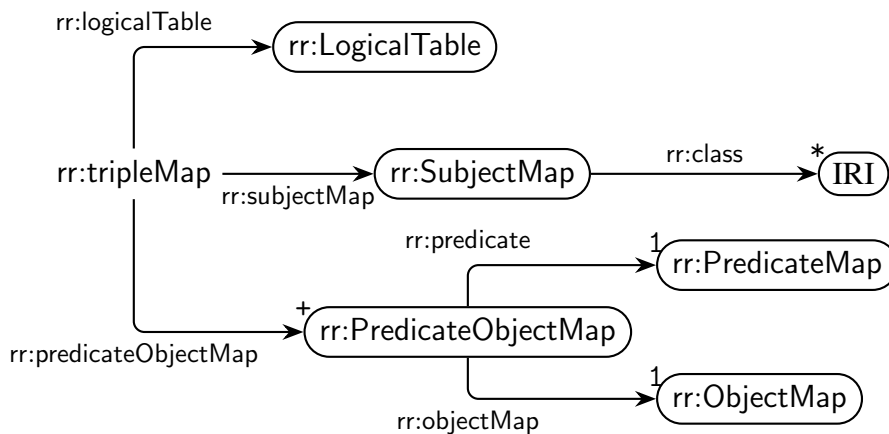 rr:logicalTable
rr:LogicalTable
rr:tripleMap
rr:subjectMap
rr:SubjectMap
rr:class
*
IRI
rr:predicate
1
rr:PredicateMap
+
rr:PredicateObjectMap
rr:predicateObjectMap
1
rr:ObjectMap
rr:objectMap